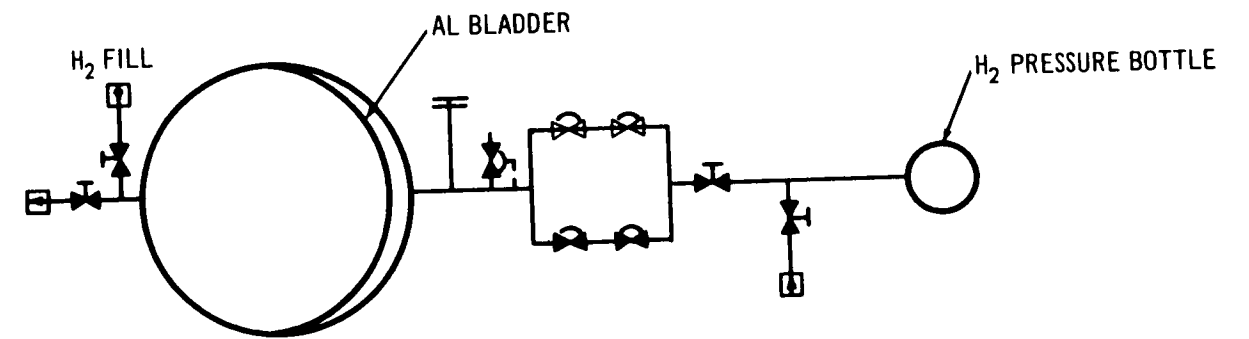 AL BLADDER
H₂ FILL
H₂ PRESSURE BOTTLE